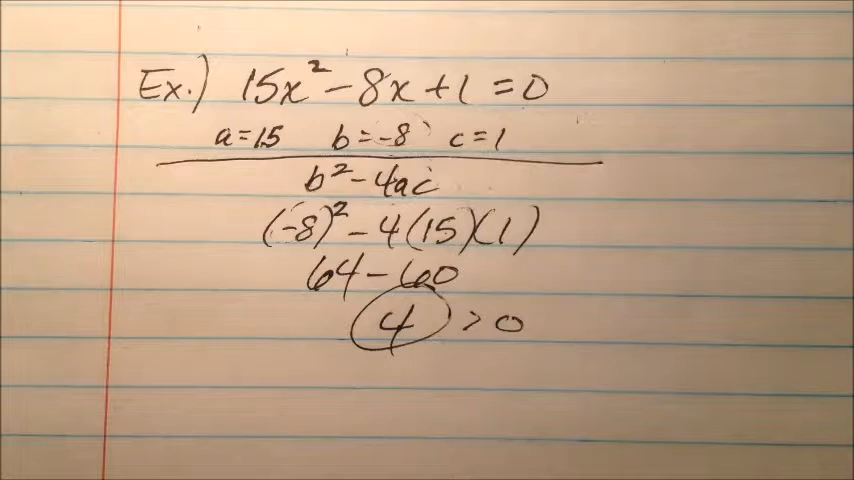 Ex.) 15x² - 8x + 1 = 0
a = 15 b = -8 c = 1
b² - 4ac
(-8)² - 4(15)(1)
64 - 60
4 > 0